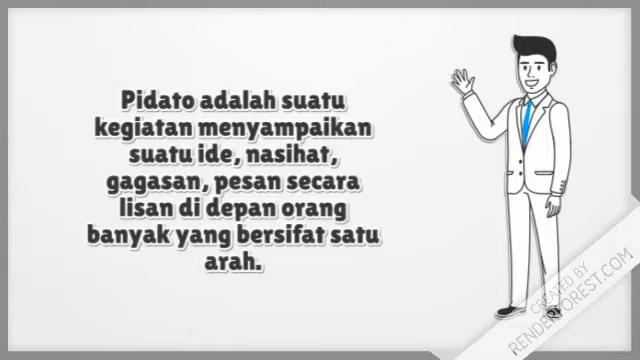 Pidato adalah suatu
kegiatan menyampaikan
suatu ide, nasihat,
gagasan, pesan secara
lisan di depan orang
banyak yang bersifat satu
arah.
CREATED BY
RENDERFOREST.COM